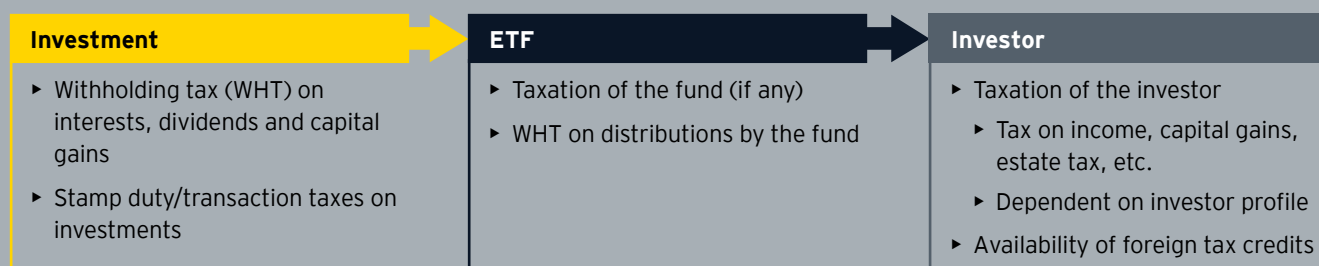 Investment
▸ Withholding tax (WHT) on
interests, dividends and capital
gains
▸ Stamp duty/transaction taxes on
investments
ETF
▸ Taxation of the fund (if any)
▸ WHT on distributions by the fund
Investor
▸ Taxation of the investor
▸ Tax on income, capital gains,
estate tax, etc.
▸ Dependent on investor profile
▸ Availability of foreign tax credits